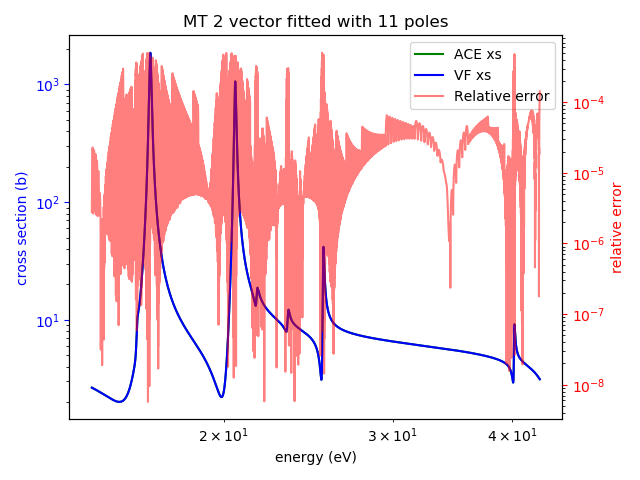 MT 2 vector fitted with 11 poles
ACE xs
VF xs
Relative error
cross section (b)
10³
10²
10¹
relative error
10⁻⁴
10⁻⁵
10⁻⁶
10⁻⁷
10⁻⁸
2 × 10¹
3 × 10¹
4 × 10¹
energy (eV)